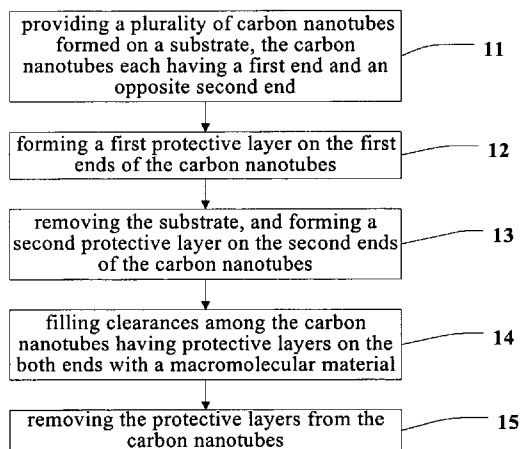 providing a plurality of carbon nanotubes
formed on a substrate, the carbon
nanotubes each having a first end and an
opposite second end
11
forming a first protective layer on the first
ends of the carbon nanotubes
12
removing the substrate, and forming a
second protective layer on the second ends
of the carbon nanotubes
13
filling clearances among the carbon
nanotubes having protective layers on the
both ends with a macromolecular material
14
removing the protective layers from the
carbon nanotubes
15